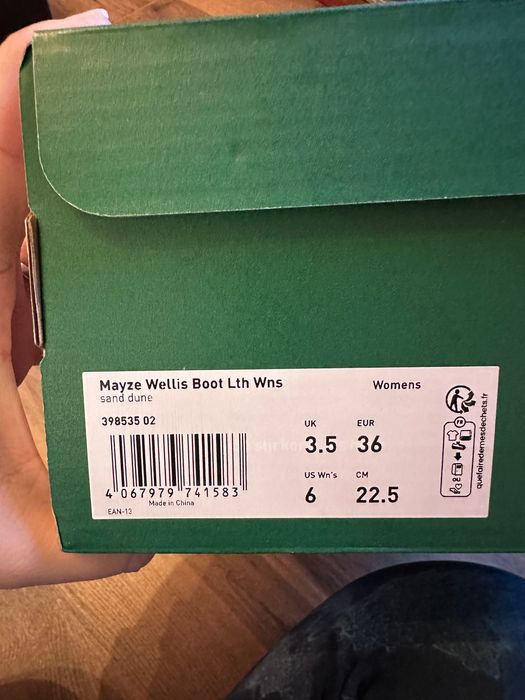 Mayze Wellis Boot Lth Wns
Womens
sand dune
398535 02
UK
EUR
3.5
36
US Wn's
CM
6
22.5
4 067979 741583
Made in China
EAN-13
FR
quefairedemesdechets.fr